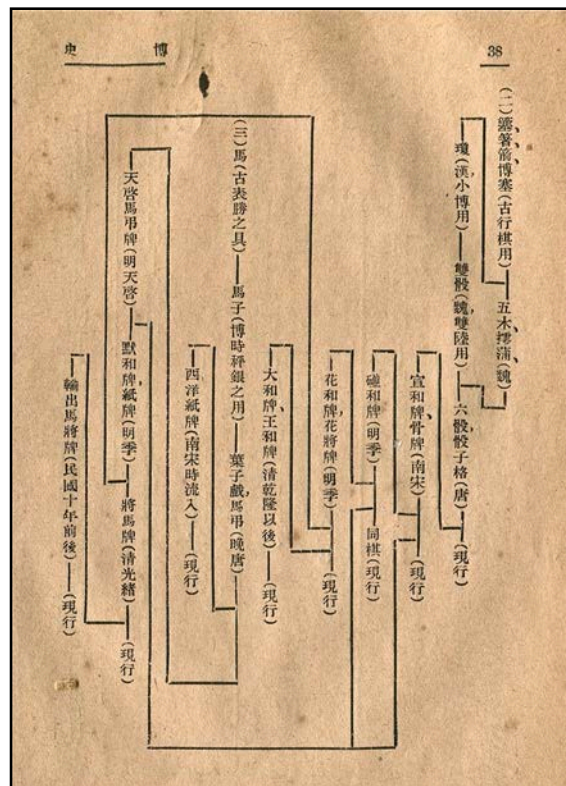 38
博史
(二)簺箸箭博塞(古行棋用)——五木摴蒲(魏)
瓊(漢小博用)——雙骰(魏雙陸用)——六骰骰子格(唐)——(現行)
宣和牌、骨牌(南宋)——(現行)
碰和牌(明季)——同棋(現行)
花和牌,花將牌(明季)——(現行)
大和牌、王和牌(清乾隆以後)——(現行)
(三)馬(古表勝之具)——馬子(博時秤銀之用)——葉子戲,馬弔(晚唐)
西洋紙牌(南宋時流入)——(現行)
天啓馬弔牌(明天啓)——默和牌,紙牌(明季)——將馬牌(清光緒)——(現行)
輸出馬將牌(民國十年前後)——(現行)